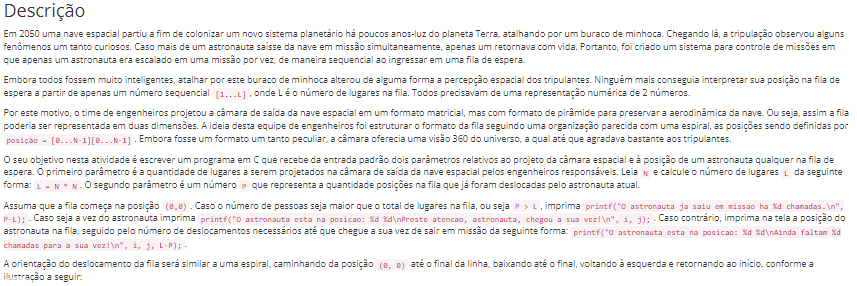 Descrição
Em 2050 uma nave espacial partiu a fim de colonizar um novo sistema planetário há poucos anos-luz do planeta Terra, atalhando por um buraco de minhoca. Chegando lá, a tripulação observou alguns
fenômenos um tanto curiosos. Caso mais de um astronauta saísse da nave em missão simultaneamente, apenas um retornava com vida. Portanto, foi criado um sistema para controle de missões em
que apenas um astronauta era escalado em uma missão por vez, de maneira sequencial ao ingressar em uma fila de espera.
Embora todos fossem muito inteligentes, atalhar por este buraco de minhoca alterou de alguma forma a percepção espacial dos tripulantes. Ninguém mais conseguia interpretar sua posição na fila de
espera a partir de apenas um número sequencial [1...L], onde L é o número de lugares na fila. Todos precisavam de uma representação numérica de 2 números.
Por este motivo, o time de engenheiros projetou a câmara de saída da nave espacial em um formato matricial, mas com formato de pirâmide para preservar a aerodinâmica da nave. Ou seja, assim a fila
poderia ser representada em duas dimensões. A ideia desta equipe de engenheiros foi estruturar o formato da fila seguindo uma organização parecida com uma espiral, as posições sendo definidas por
posição = [0...N-1][0...N-1]. Embora fosse um formato um tanto peculiar, a câmara oferecia uma visão 360 do universo, a qual até que agradava bastante aos tripulantes.
O seu objetivo nesta atividade é escrever um programa em C que recebe da entrada padrão dois parâmetros relativos ao projeto da câmara espacial e à posição de um astronauta qualquer na fila de
espera. O primeiro parâmetro é a quantidade de lugares a serem projetados na câmara de saída da nave espacial pelos engenheiros responsáveis. Leia N e calcule o número de lugares L da seguinte
forma: L = N * N. O segundo parâmetro é um número P que representa a quantidade posições na fila que já foram deslocadas pelo astronauta atual.
Assuma que a fila começa na posição (0,0). Caso o número de pessoas seja maior que o total de lugares na fila, ou seja P > L, imprima printf("O astronauta ja saiu em missao ha %d chamadas.\n",
P-L);. Caso seja a vez do astronauta imprima printf("O astronauta esta na posicao: %d %d\nPreste atencao, astronauta, chegou a sua vez!\n", i, j);. Caso contrário, imprima na tela a posição do
astronauta na fila, seguido pelo número de deslocamentos necessários até que chegue a sua vez de sair em missão da seguinte forma: printf("O astronauta esta na posicao: %d %d\nAinda faltam %d
chamadas para a sua vez!\n", i, j, L-P);.
A orientação do deslocamento da fila será similar a uma espiral, caminhando da posição (0, 0) até o final da linha, baixando até o final, voltando à esquerda e retornando ao início, conforme a
ilustração a seguir: